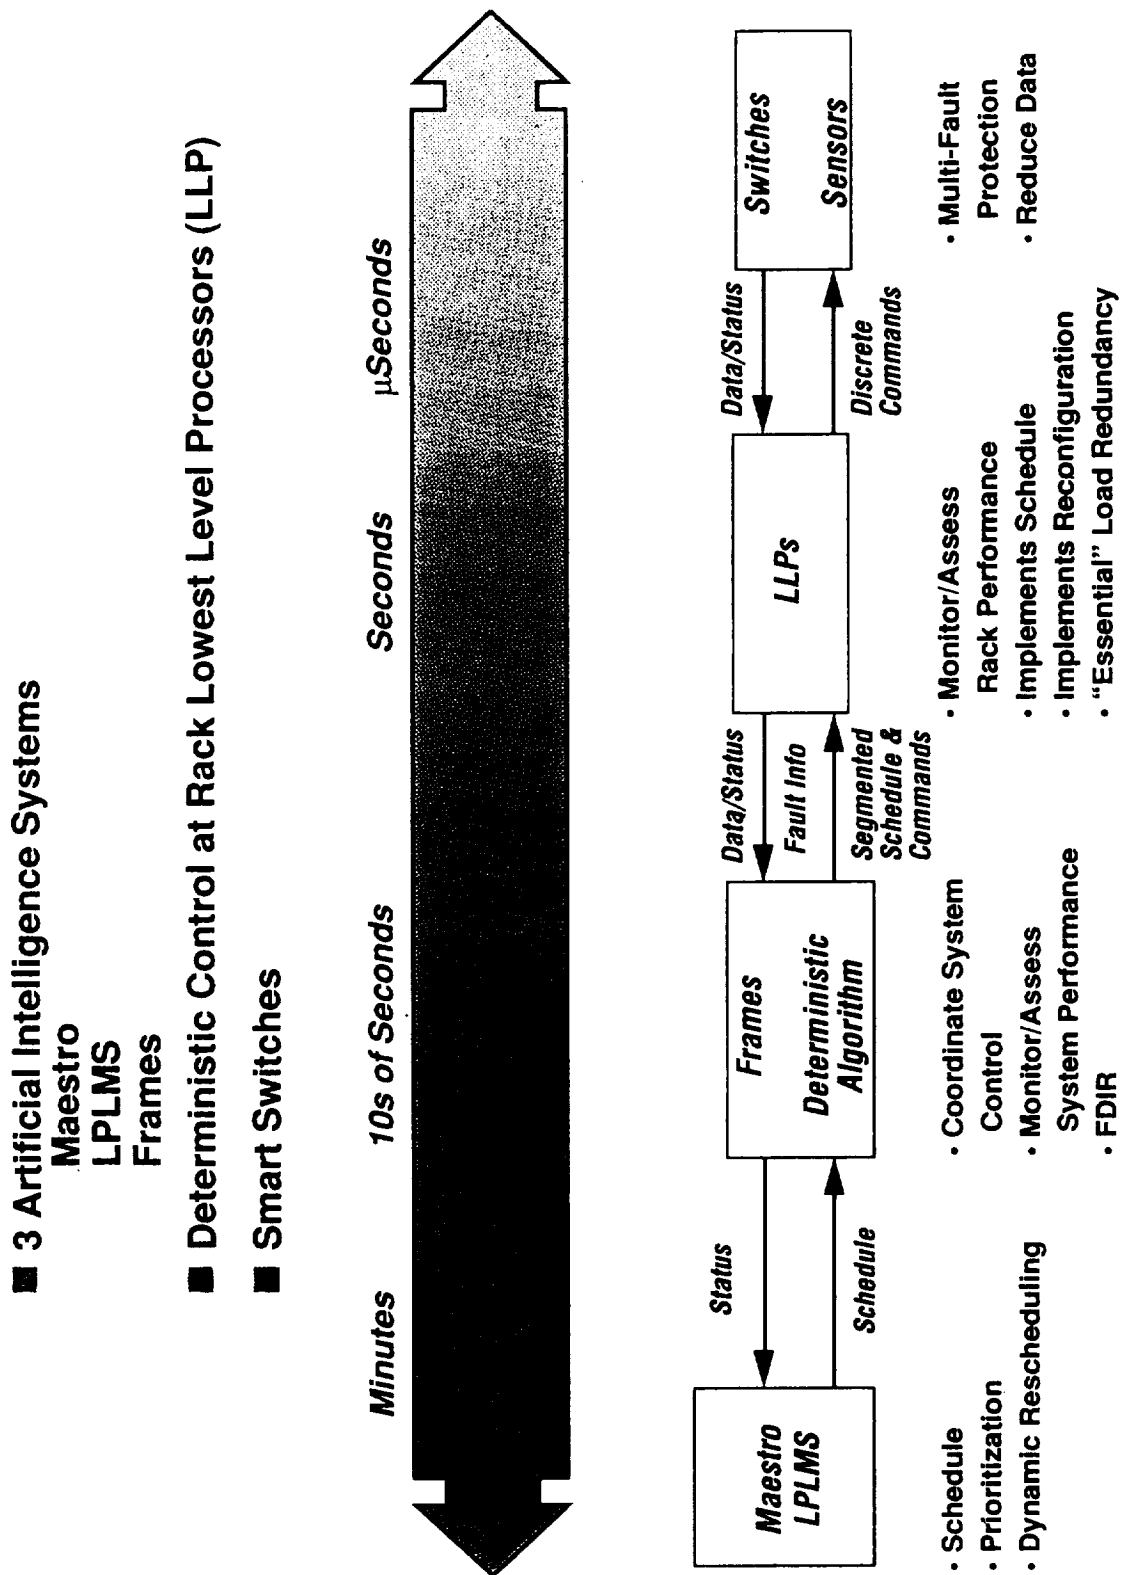 ■ 3 Artificial Intelligence Systems
Maestro
LPLMS
Frames
■ Deterministic Control at Rack Lowest Level Processors (LLP)
■ Smart Switches
Minutes
10s of Seconds
Seconds
µSeconds
Maestro
LPLMS
Status
Schedule
Frames
Deterministic
Algorithm
Data/Status
Fault Info
Segmented
Schedule &
Commands
LLPs
Data/Status
Discrete
Commands
Switches
Sensors
• Schedule
• Prioritization
• Dynamic Rescheduling
• Coordinate System
Control
• Monitor/Assess
System Performance
• FDIR
• Monitor/Assess
Rack Performance
• Implements Schedule
• Implements Reconfiguration
• “Essential” Load Redundancy
• Multi-Fault
Protection
• Reduce Data